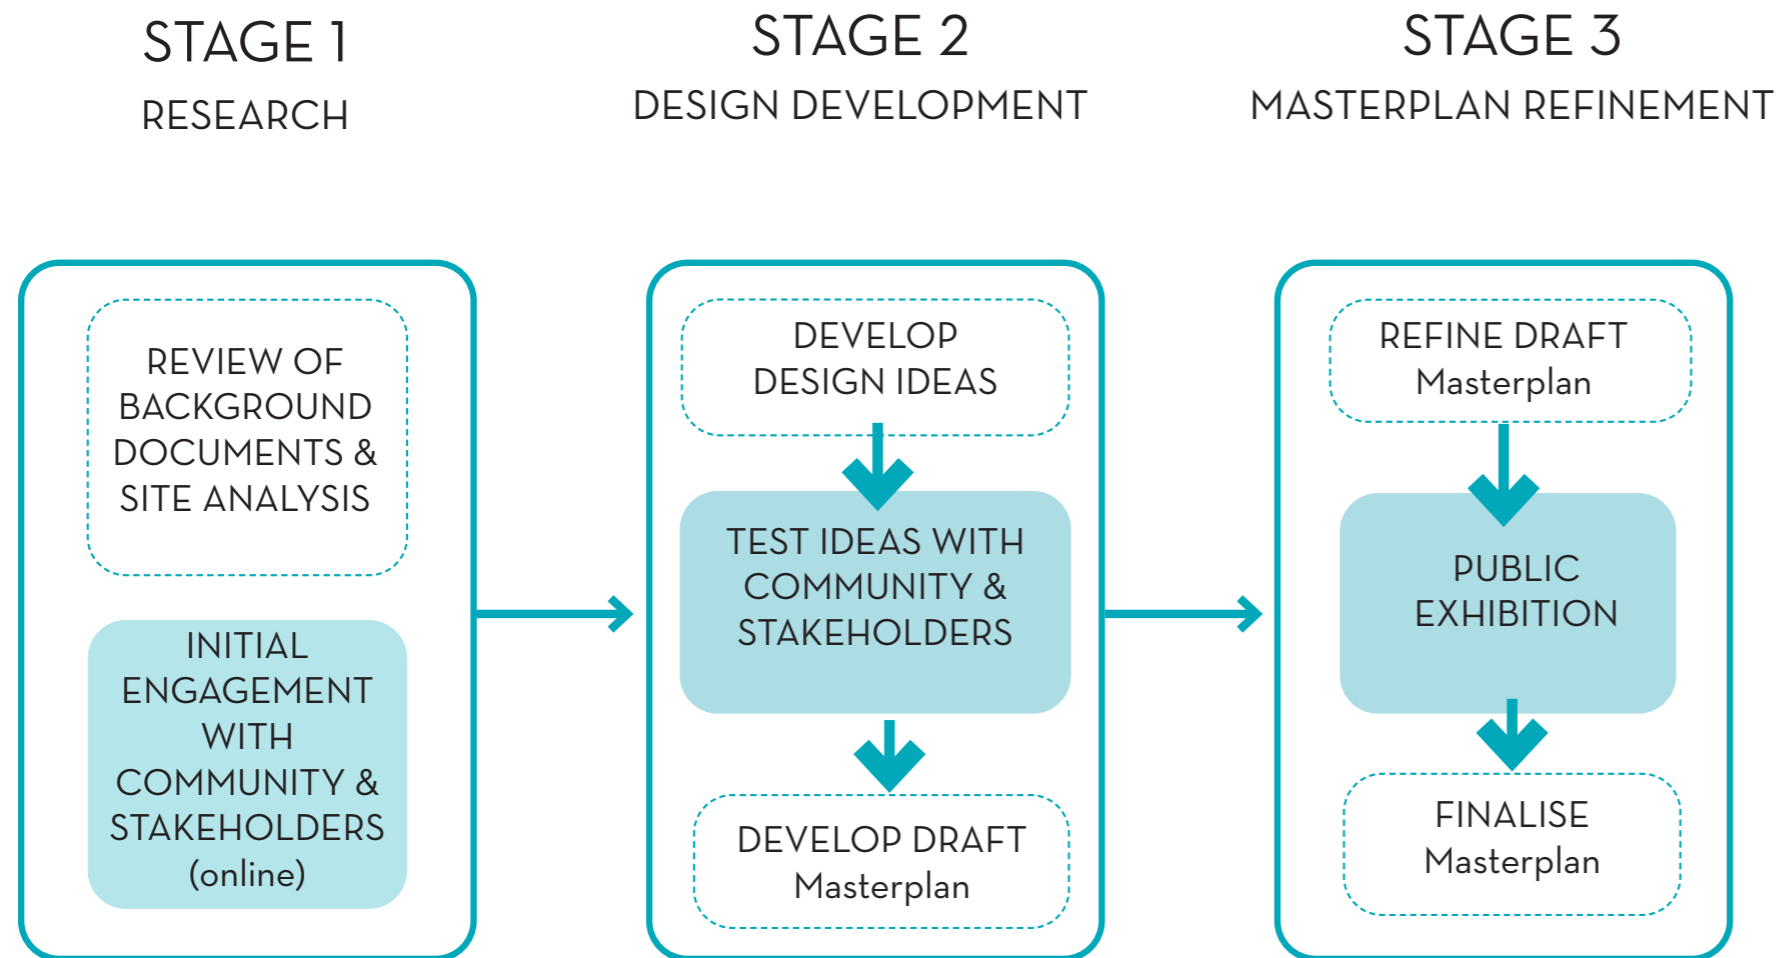 STAGE 1
RESEARCH
STAGE 2
DESIGN DEVELOPMENT
STAGE 3
MASTERPLAN REFINEMENT
REVIEW OF
BACKGROUND
DOCUMENTS &
SITE ANALYSIS
INITIAL
ENGAGEMENT
WITH
COMMUNITY &
STAKEHOLDERS
(online)
DEVELOP
DESIGN IDEAS
TEST IDEAS WITH
COMMUNITY &
STAKEHOLDERS
DEVELOP DRAFT
Masterplan
REFINE DRAFT
Masterplan
PUBLIC
EXHIBITION
FINALISE
Masterplan